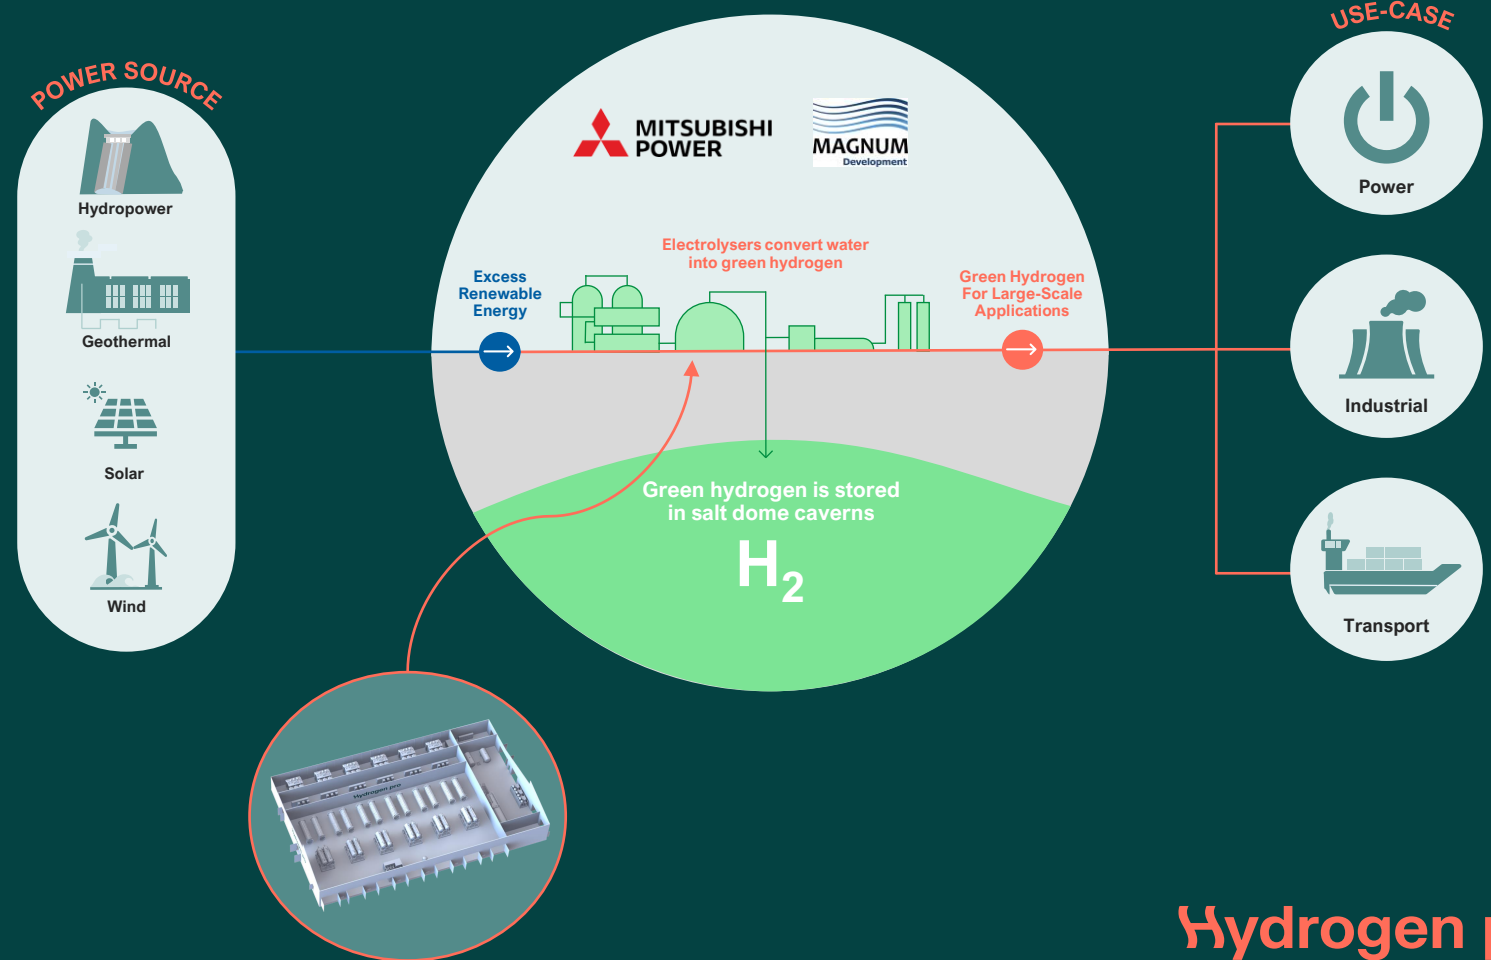 POWER SOURCE
Hydropower
Geothermal
Solar
Wind
MITSUBISHI
POWER
MAGNUM
Development
Excess
Renewable
Energy
Electrolysers convert water
into green hydrogen
Green Hydrogen
For Large-Scale
Applications
Green hydrogen is stored
in salt dome caverns
H₂
Hydrogen pro
USE-CASE
Power
Industrial
Transport
Hydrogen